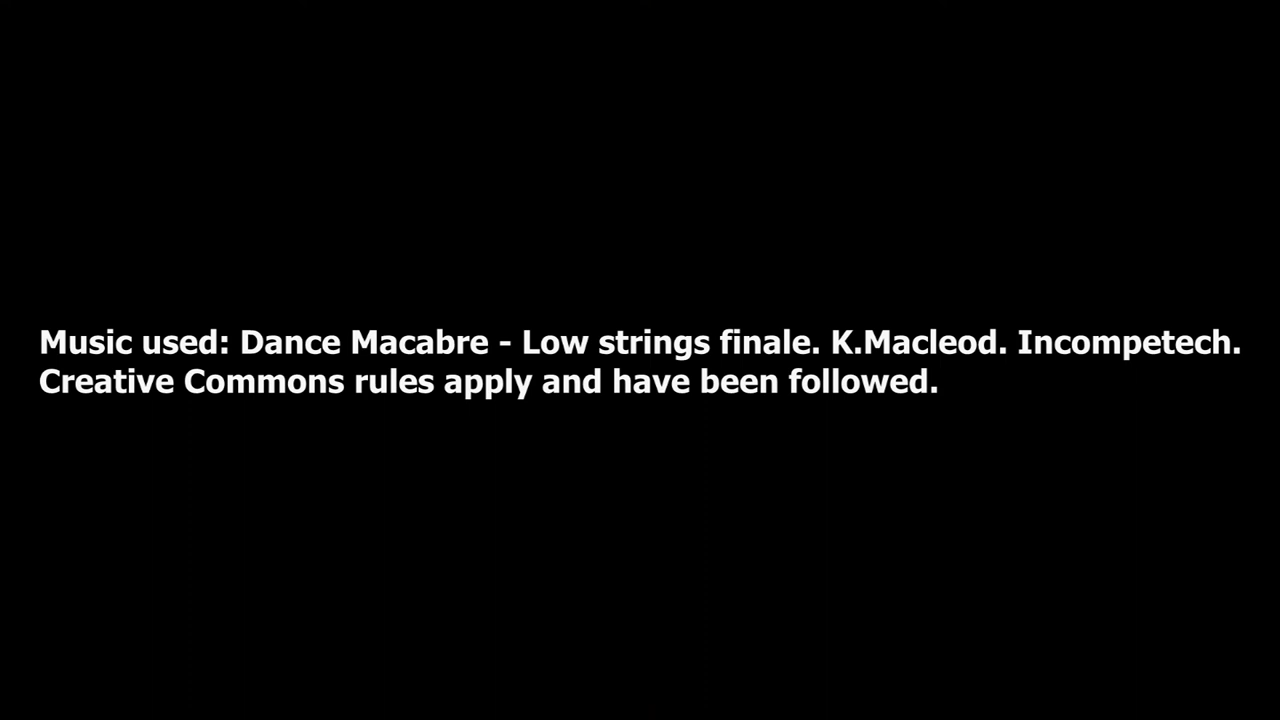 Music used: Dance Macabre - Low strings finale. K.Macleod. Incompetech.
Creative Commons rules apply and have been followed.